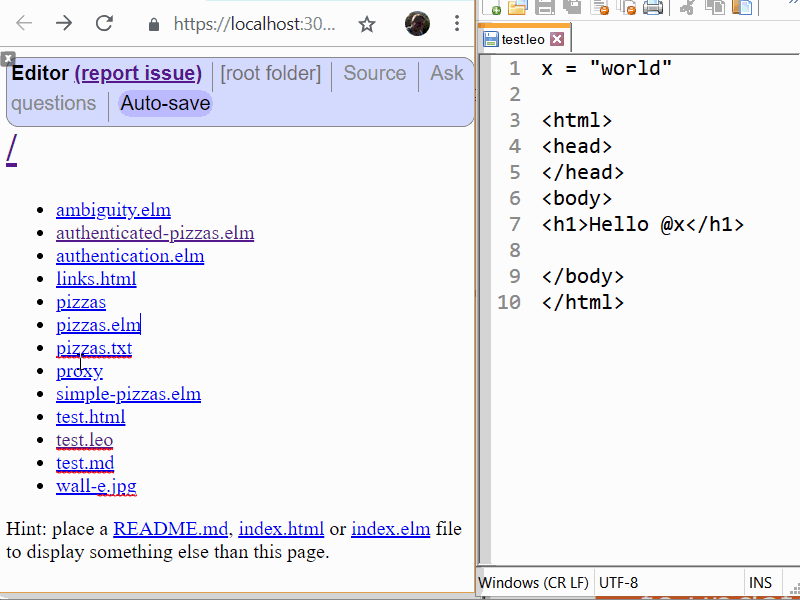 https://localhost:30...
Editor (report issue) [root folder] Source Ask
questions Auto-save
/
ambiguity.elm
authenticated-pizzas.elm
authentication.elm
links.html
pizzas
pizzas.elm
pizzas.txt
proxy
simple-pizzas.elm
test.html
test.leo
test.md
wall-e.jpg
Hint: place a README.md, index.html or index.elm file
to display something else than this page.
test.leo
1 x = "world"
2
3 <html>
4 <head>
5 </head>
6 <body>
7 <h1>Hello @x</h1>
8
9 </body>
10 </html>
Windows (CR LF) UTF-8 INS